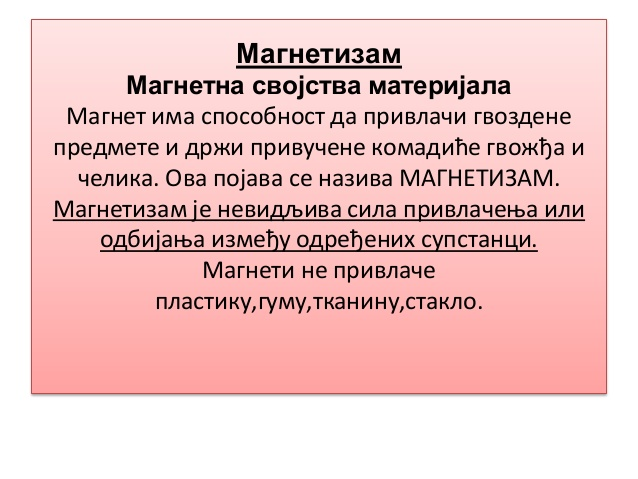 Магнетизам
Магнетна својства материјала
Магнет има способност да привлачи гвоздене
предмете и држи привучене комадиће гвожђа и
челика. Ова појава се назива МАГНЕТИЗАМ.
Магнетизам је невидљива сила привлачења или
одбијања између одређених супстанци.
Магнети не привлаче
пластику,гуму,тканину,стакло.